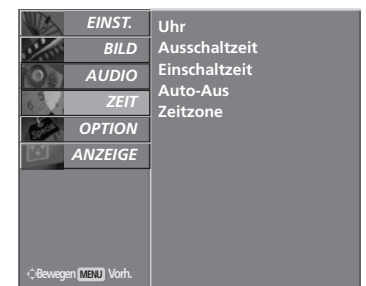 EINST.
BILD
AUDIO
ZEIT
OPTION
ANZEIGE
Uhr
Ausschaltzeit
Einschaltzeit
Auto-Aus
Zeitzone
Bewegen MENU Vorh.